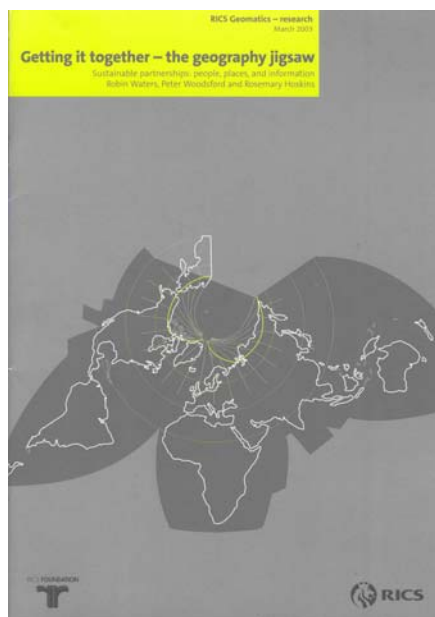 RICS Geomatics – research
March 2003
Getting it together – the geography jigsaw
Sustainable partnerships: people, places, and information
Robin Waters, Peter Woodsford and Rosemary Hoskins
RICS FOUNDATION
RICS